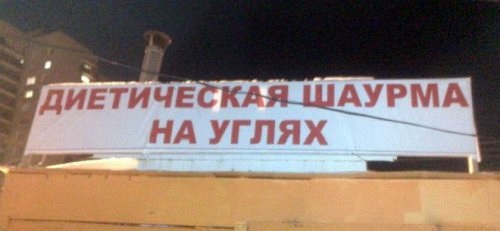 ДИЕТИЧЕСКАЯ ШАУРМА
НА УГЛЯХ